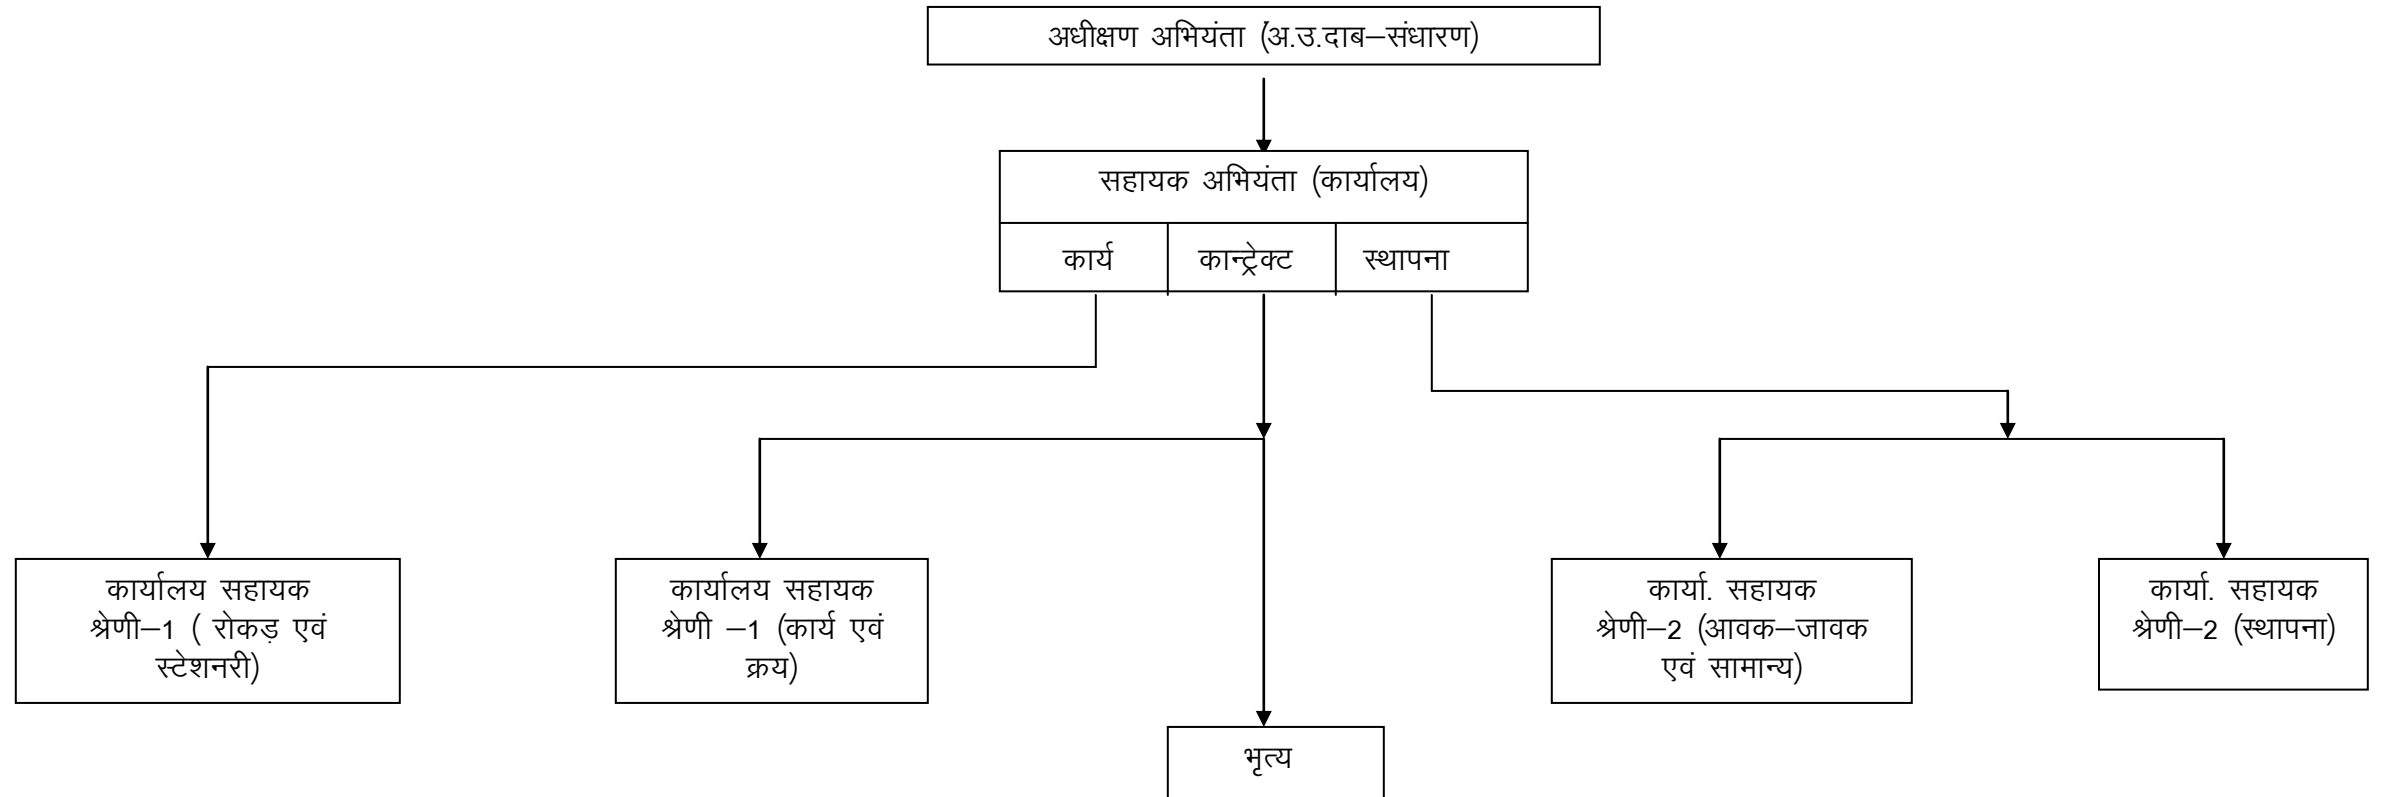 अधीक्षण अभियंता (अ.उ.दाब–संधारण)
सहायक अभियंता (कार्यालय)
कार्य
कान्ट्रेक्ट
स्थापना
कार्यालय सहायक
श्रेणी–1 ( रोकड़ एवं
स्टेशनरी)
कार्यालय सहायक
श्रेणी –1 (कार्य एवं
क्रय)
कार्या. सहायक
श्रेणी–2 (आवक–जावक
एवं सामान्य)
कार्या. सहायक
श्रेणी–2 (स्थापना)
भृत्य